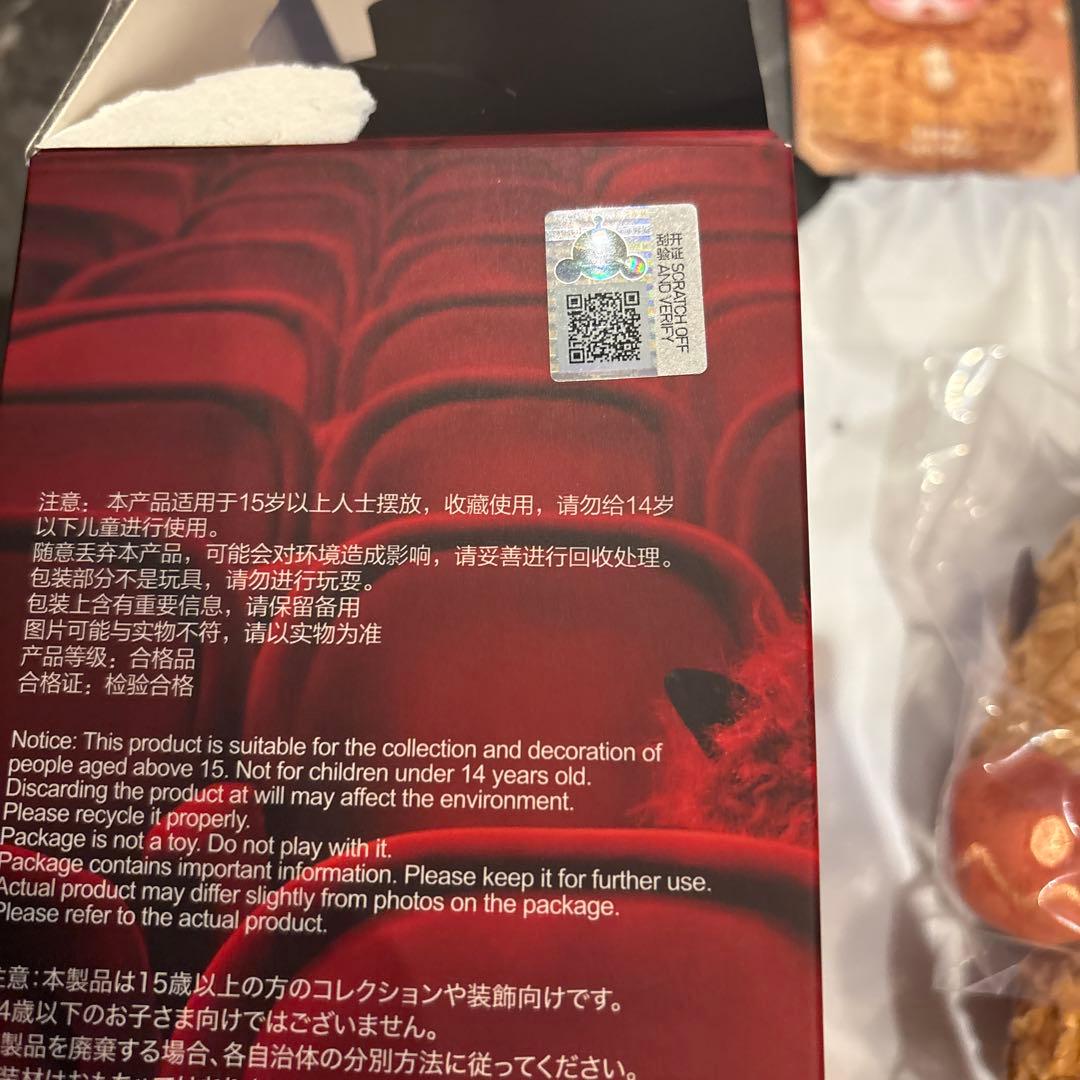 刮开
验证
SCRATCH OFF
AND VERIFY
注意： 本产品适用于15岁以上人士摆放，收藏使用，请勿给14岁
以下儿童进行使用。
随意丢弃本产品，可能会对环境造成影响，请妥善进行回收处理。
包装部分不是玩具，请勿进行玩耍。
包装上含有重要信息，请保留备用
图片可能与实物不符，请以实物为准
产品等级：合格品
合格证：检验合格
Notice: This product is suitable for the collection and decoration of
people aged above 15. Not for children under 14 years old.
Discarding the product at will may affect the environment.
Please recycle it properly.
Package is not a toy. Do not play with it.
Package contains important information. Please keep it for further use.
Actual product may differ slightly from photos on the package.
Please refer to the actual product.
注意：本製品は15歳以上の方のコレクションや装飾向けです。
4歳以下のお子さま向けではございません。
製品を廃棄する場合、各自治体の分別方法に従ってください。